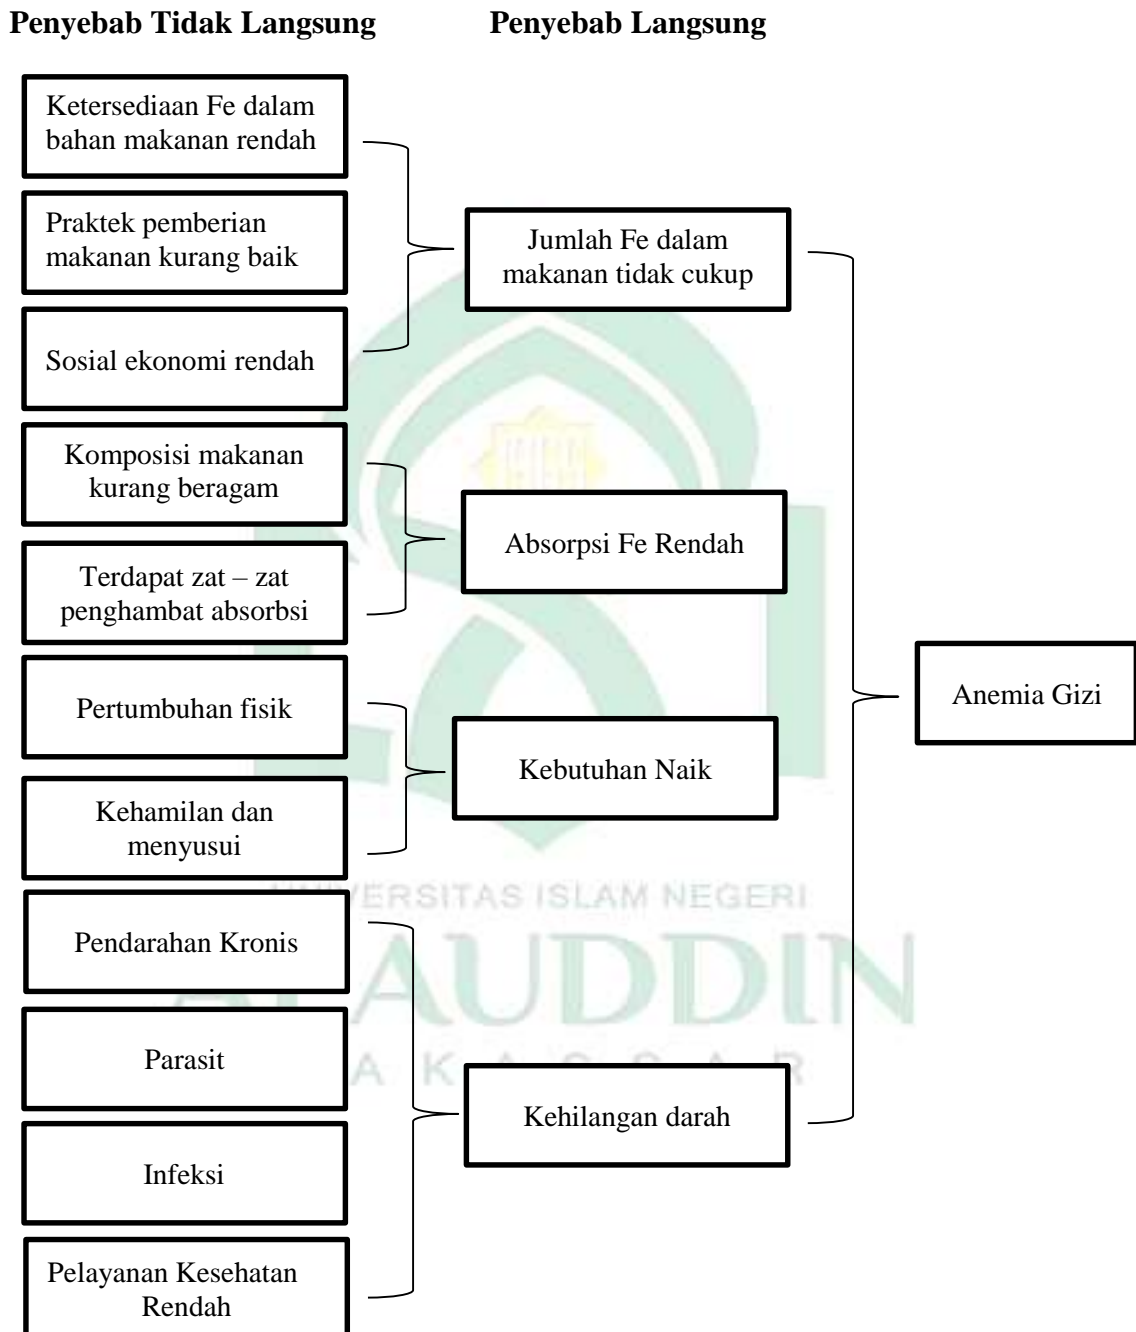 Penyebab Tidak Langsung
Penyebab Langsung
Ketersediaan Fe dalam
bahan makanan rendah
Praktek pemberian
makanan kurang baik
Sosial ekonomi rendah
Jumlah Fe dalam
makanan tidak cukup
Komposisi makanan
kurang beragam
Terdapat zat – zat
penghambat absorbsi
Absorpsi Fe Rendah
Pertumbuhan fisik
Kehamilan dan
menyusui
Kebutuhan Naik
Pendarahan Kronis
Parasit
Infeksi
Pelayanan Kesehatan
Rendah
Kehilangan darah
Anemia Gizi
UNIVERSITAS ISLAM NEGERI
ALAUDDIN
MAKASSAR